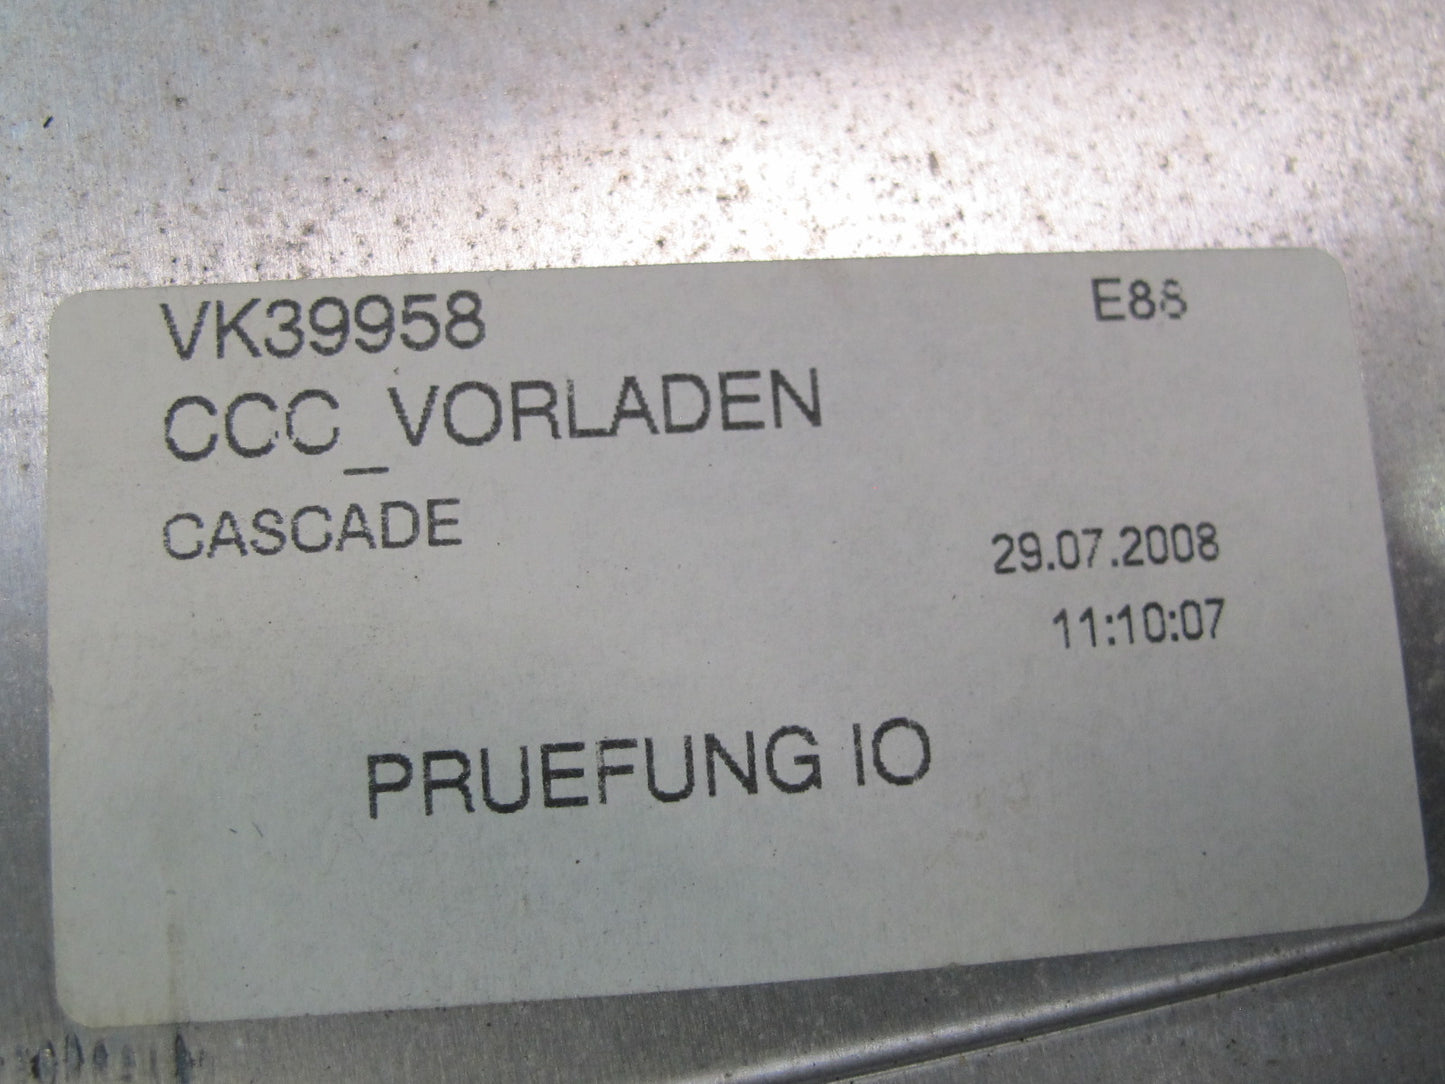 VK39958 E88
CCC_VORLADEN
CASCADE
29.07.2008
11:10:07
PRUEFUNG IO